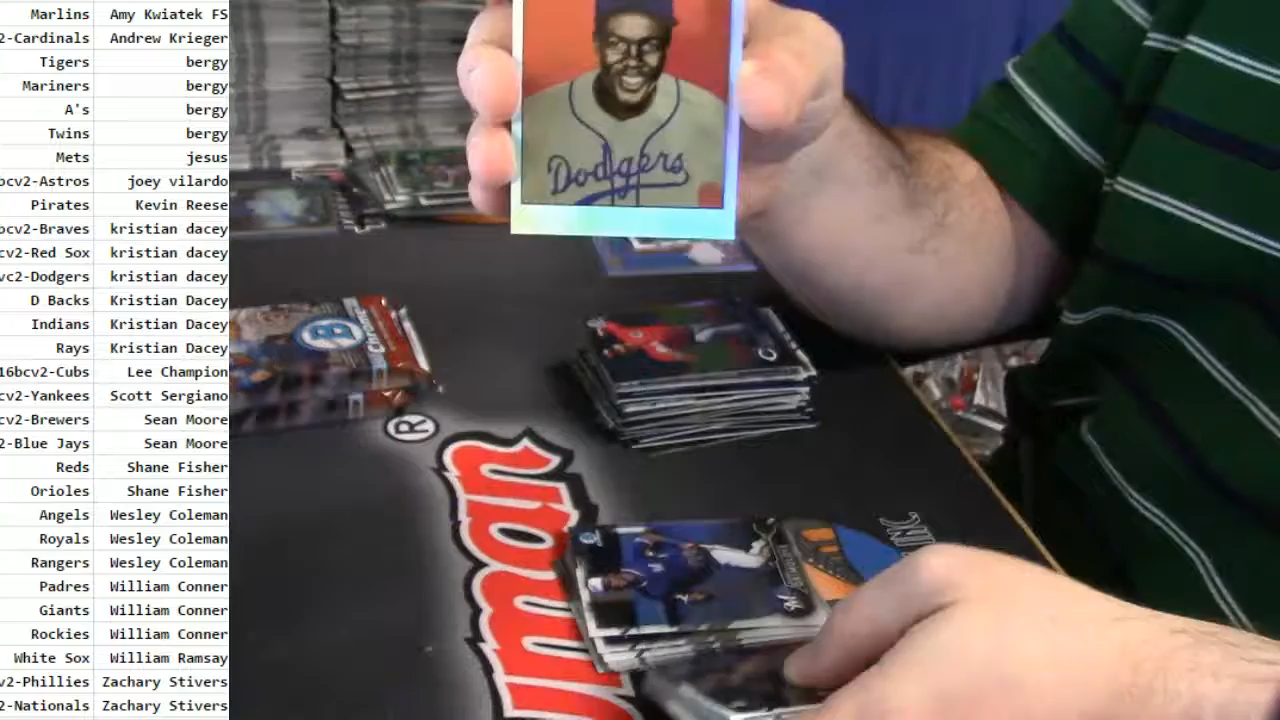 Marlins Amy Kwiatek FS
2-Cardinals Andrew Krieger
Tigers bergy
Mariners bergy
A's bergy
Twins bergy
Mets jesus
bcv2-Astros joey vilardo
Pirates Kevin Reese
bcv2-Braves kristian dacey
cv2-Red Sox kristian dacey
vc2-Dodgers kristian dacey
D Backs Kristian Dacey
Indians Kristian Dacey
Rays Kristian Dacey
16bcv2-Cubs Lee Champion
cv2-Yankees Scott Sergiano
cv2-Brewers Sean Moore
2-Blue Jays Sean Moore
Reds Shane Fisher
Orioles Shane Fisher
Angels Wesley Coleman
Royals Wesley Coleman
Rangers Wesley Coleman
Padres William Conner
Giants William Conner
Rockies William Conner
White Sox William Ramsay
v2-Phillies Zachary Stivers
2-Nationals Zachary Stivers
Dodgers
B
Chrome
®